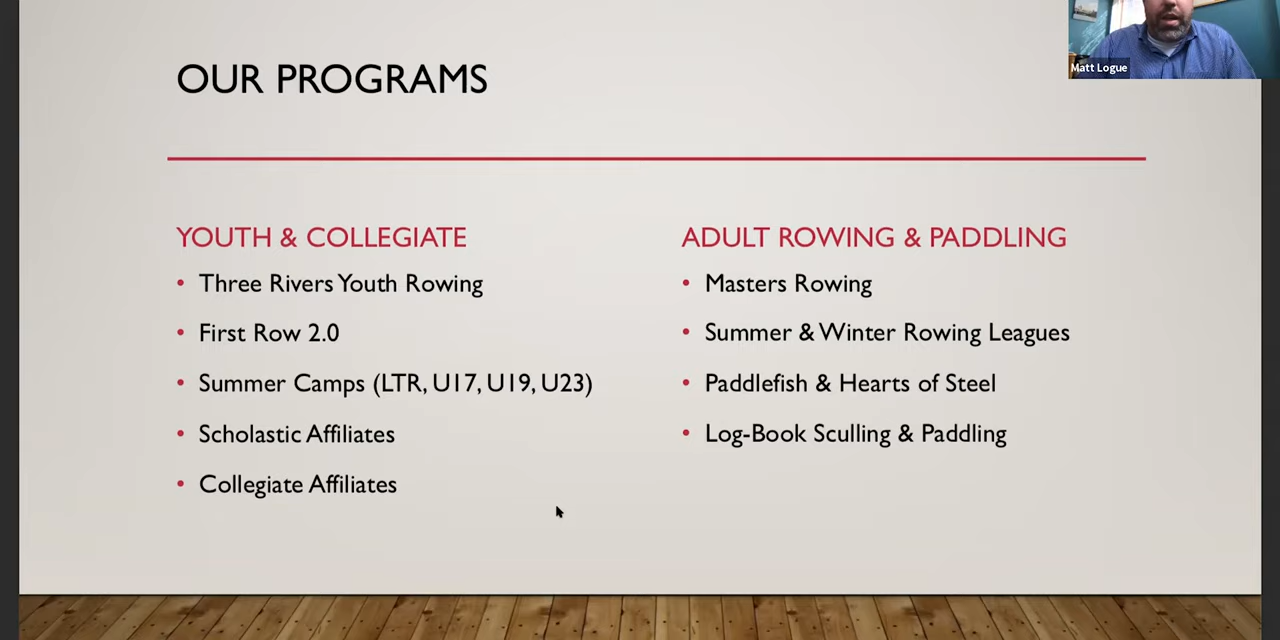 OUR PROGRAMS
Matt Logue
YOUTH & COLLEGIATE
• Three Rivers Youth Rowing
• First Row 2.0
• Summer Camps (LTR, U17, U19, U23)
• Scholastic Affiliates
• Collegiate Affiliates
ADULT ROWING & PADDLING
• Masters Rowing
• Summer & Winter Rowing Leagues
• Paddlefish & Hearts of Steel
• Log-Book Sculling & Paddling